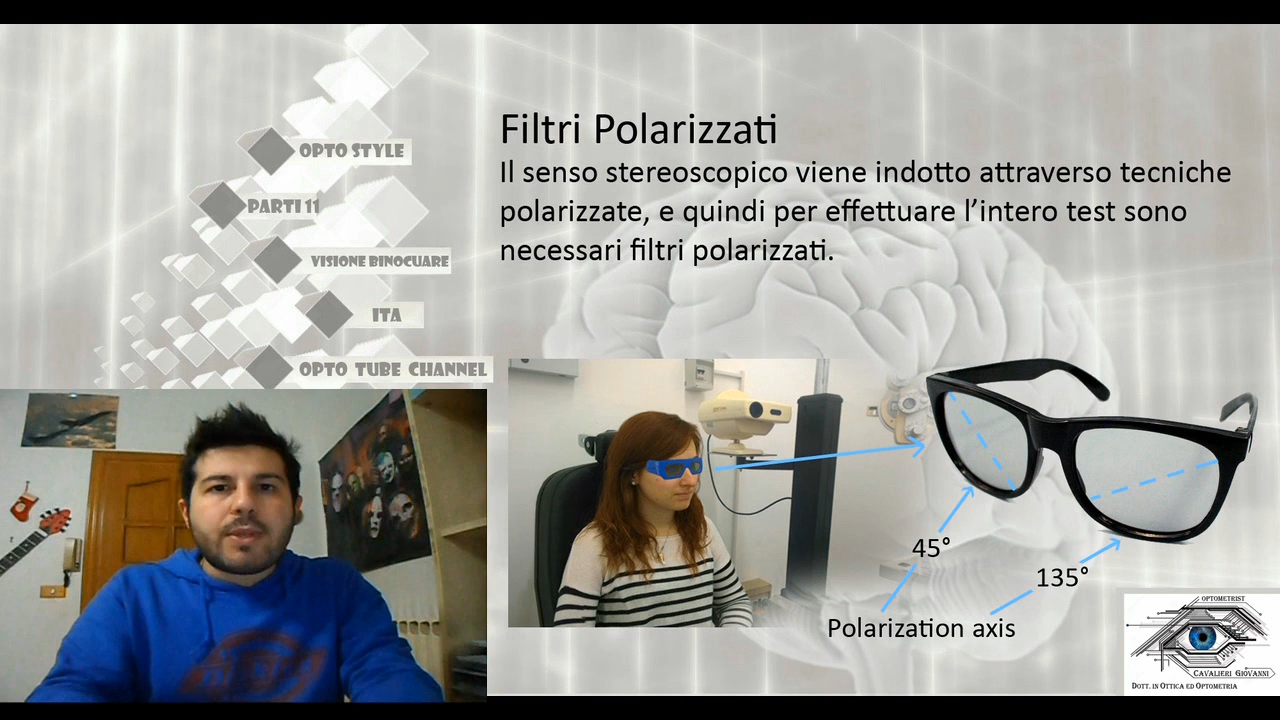 OPTO STYLE
PARTI 11
VISIONE BINOCUARE
ITA
OPTO TUBE CHANNEL
Filtri Polarizzati
Il senso stereoscopico viene indotto attraverso tecniche
polarizzate, e quindi per effettuare l’intero test sono
necessari filtri polarizzati.
45°
135°
Polarization axis
OPTOMETRIST
CAVALIERI GIOVANNI
DOTT. IN OTTICA ED OPTOMETRIA